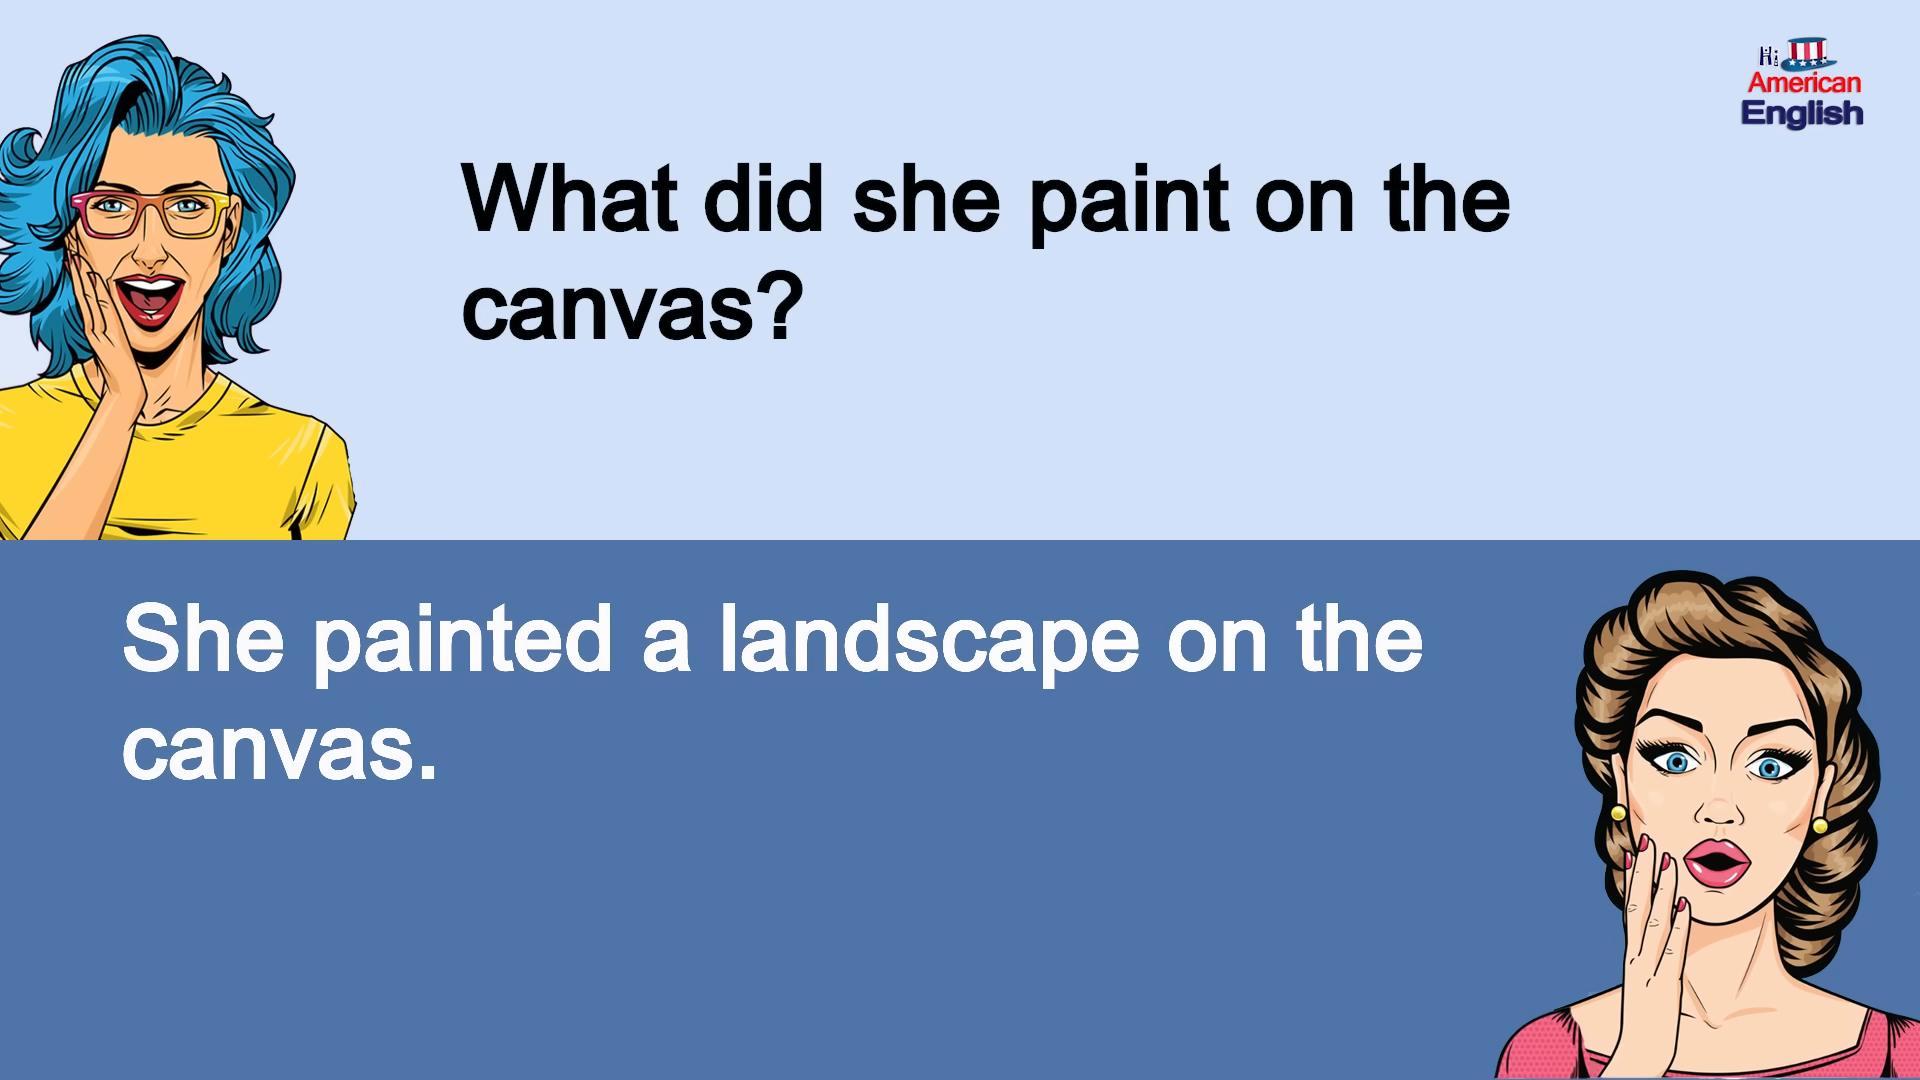 Hi
American
English
What did she paint on the
canvas?
She painted a landscape on the
canvas.